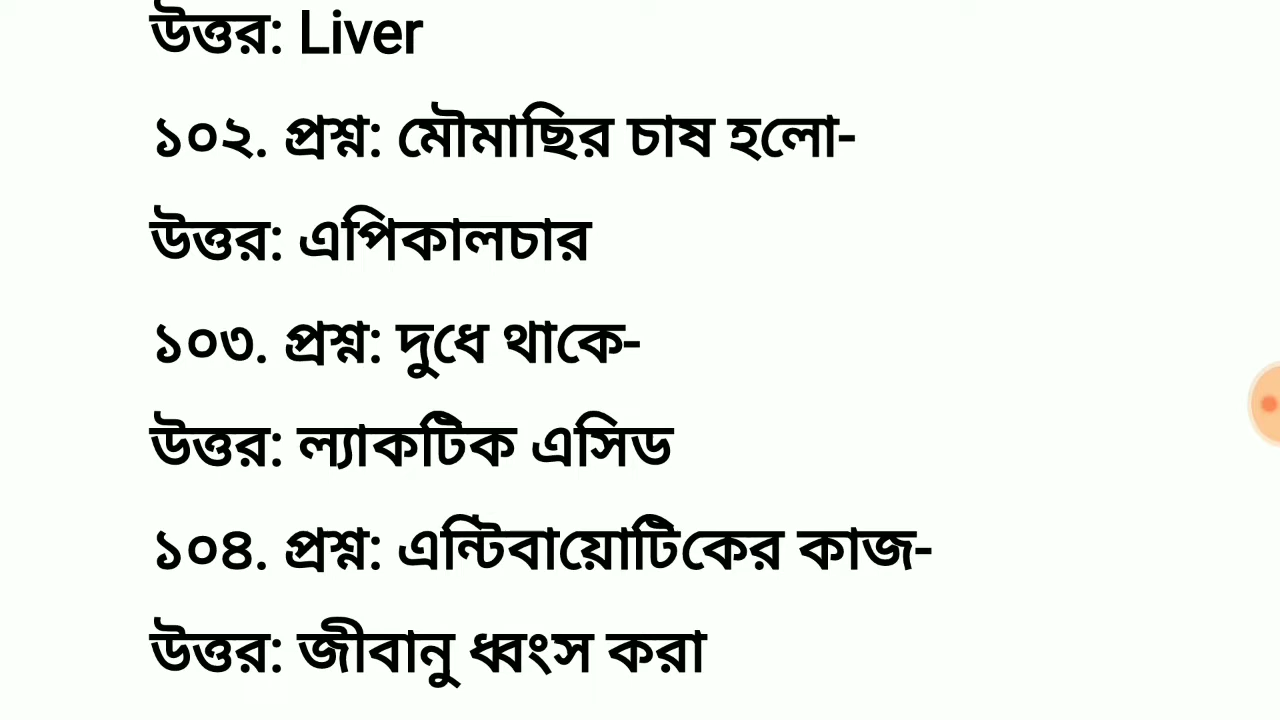 উত্তর: Liver
১০২. প্রশ্ন: মৌমাছির চাষ হলো-
উত্তর: এপিকালচার
১০৩. প্রশ্ন: দুধে থাকে-
উত্তর: ল্যাকটিক এসিড
১০৪. প্রশ্ন: এন্টিবায়োটিকের কাজ-
উত্তর: জীবানু ধ্বংস করা